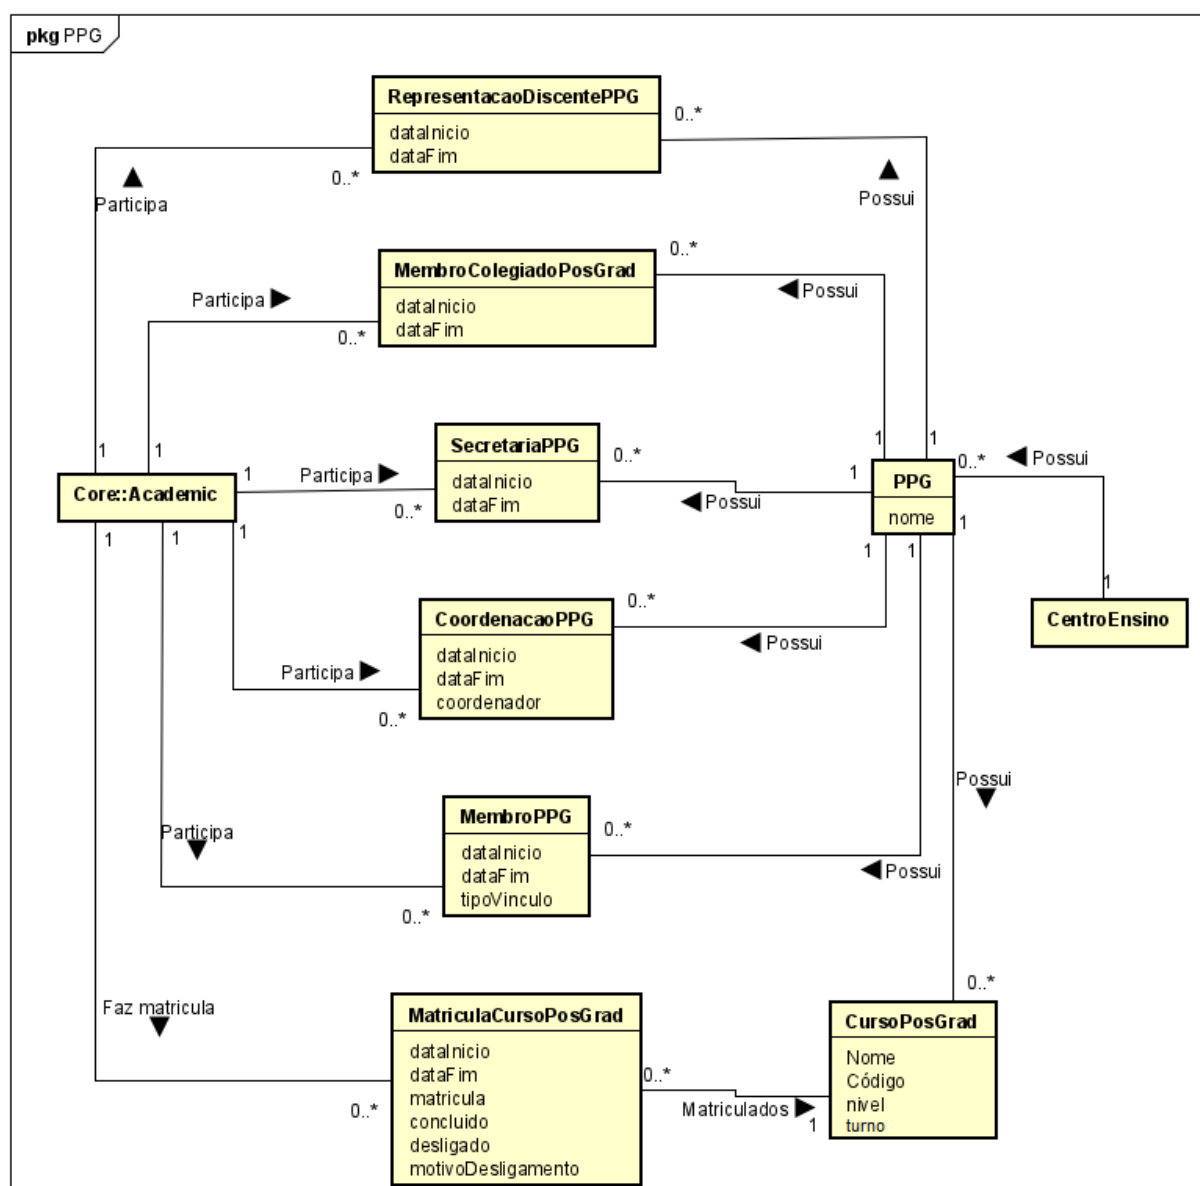 pkg PPG
RepresentacaoDiscentePPG
dataInicio
dataFim
0..*
0..*
Participa
Possui
MembroColegiadoPosGrad
dataInicio
dataFim
0..*
Participa
Possui
0..*
1
1
1
1
SecretariaPPG
dataInicio
dataFim
0..*
Participa
1
0..*
Possui
1
Core::Academic
PPG
nome
0..*
Possui
1
CentroEnsino
1
1
1
1
1
1
CoordenacaoPPG
dataInicio
dataFim
coordenador
0..*
Participa
Possui
0..*
MembroPPG
dataInicio
dataFim
tipoVinculo
0..*
Participa
Possui
0..*
Possui
0..*
Faz matricula
MatriculaCursoPosGrad
dataInicio
dataFim
matricula
concluido
desligado
motivoDesligamento
0..*
0..*
Matriculados
1
CursoPosGrad
Nome
Código
nivel
turno